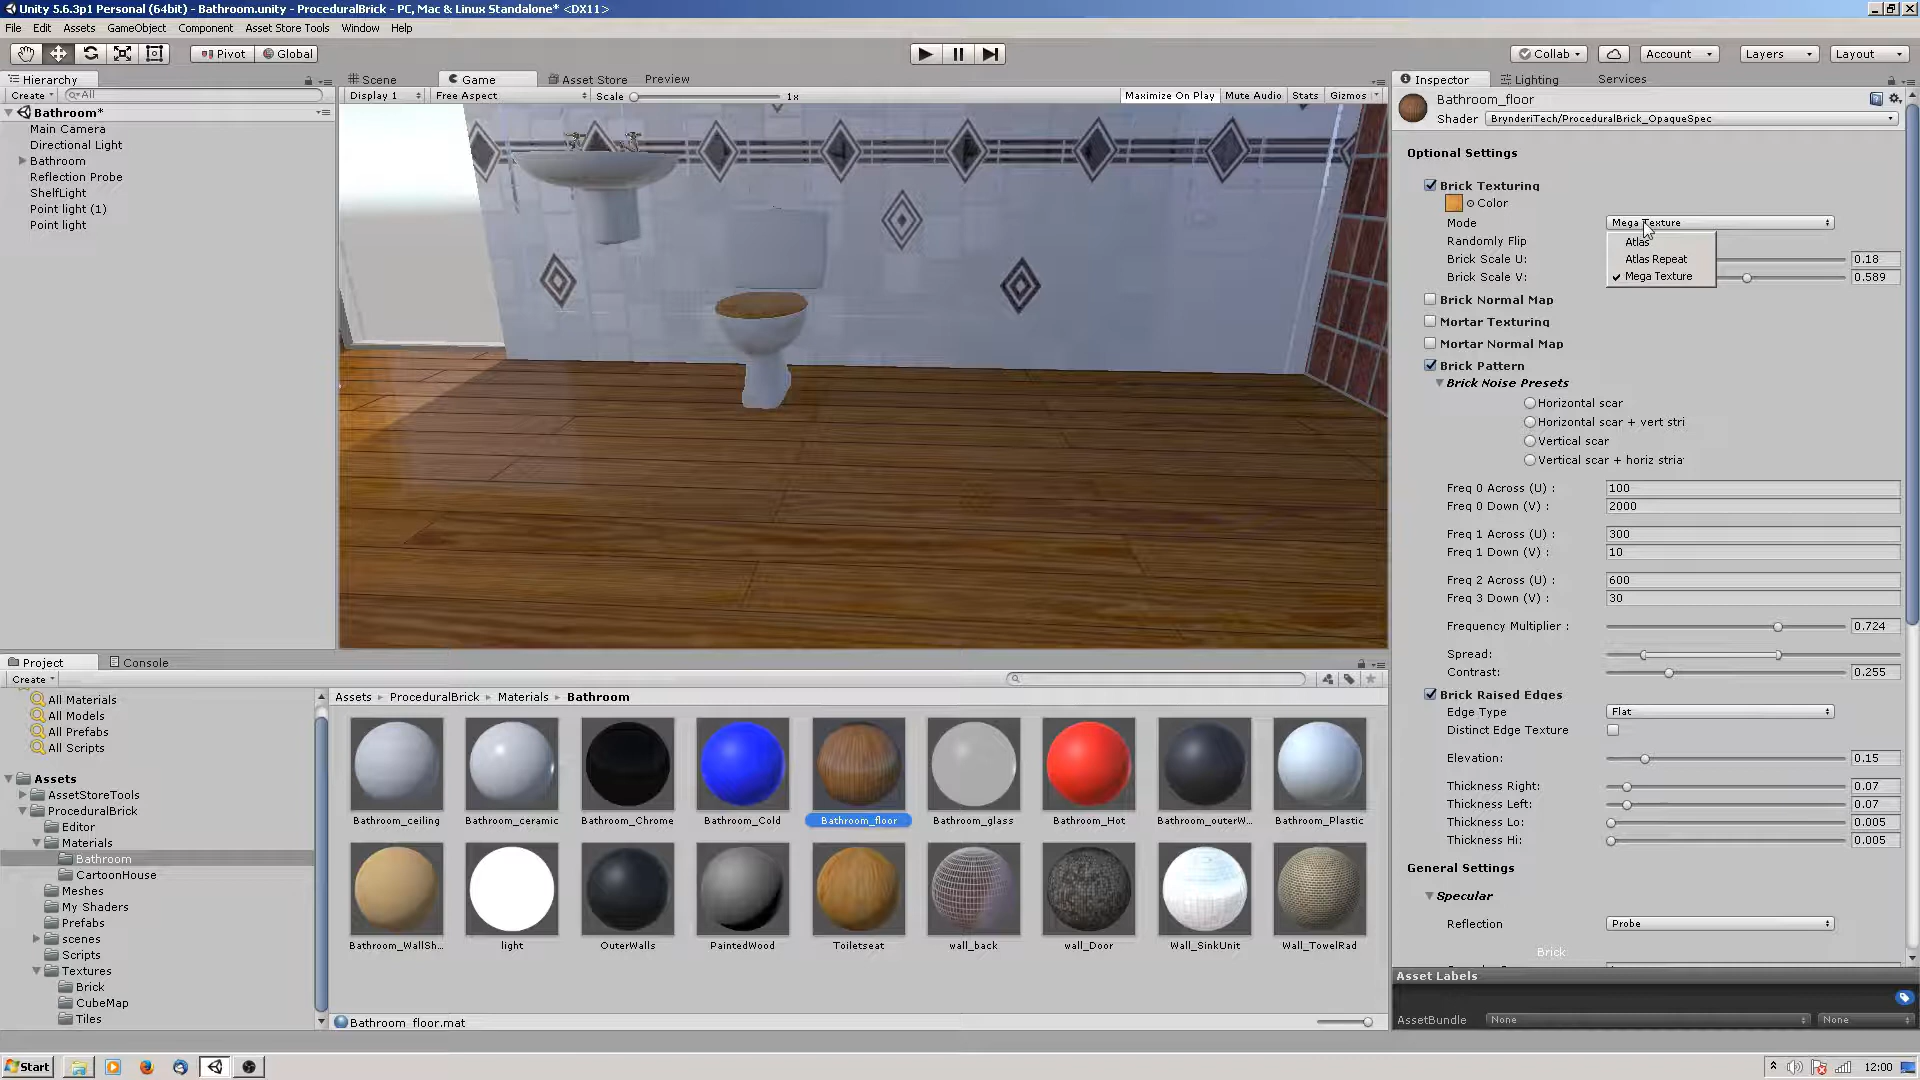 Unity 5.6.3p1 Personal (64bit) - Bathroom.unity - ProceduralBrick - PC, Mac & Linux Standalone* <DX11>
File Edit Assets GameObject Component Asset Store Tools Window Help
Pivot Global Collab Account Layers Layout
Hierarchy
Create All
Bathroom*
Main Camera
Directional Light
Bathroom
Reflection Probe
ShelfLight
Point light (1)
Point light
Scene Game Asset Store Preview
Display 1 Free Aspect Scale 1x Maximize On Play Mute Audio Stats Gizmos
Inspector Lighting Services
Bathroom_floor
Shader BrynderiTech/ProceduralBrick_OpaqueSpec
Optional Settings
Brick Texturing
Color
Mode Mega Texture
Randomly Flip
Atlas
Brick Scale U: 0.18
Atlas Repeat
Brick Scale V: 0.589
Mega Texture
Brick Normal Map
Mortar Texturing
Mortar Normal Map
Brick Pattern
Brick Noise Presets
Horizontal scar
Horizontal scar + vert stri
Vertical scar
Vertical scar + horiz stria
Freq 0 Across (U) : 100
Freq 0 Down (V) : 2000
Freq 1 Across (U) : 300
Freq 1 Down (V) : 10
Freq 2 Across (U) : 600
Freq 3 Down (V) : 30
Frequency Multiplier : 0.724
Spread:
Contrast: 0.255
Brick Raised Edges
Edge Type Flat
Distinct Edge Texture
Elevation: 0.15
Thickness Right: 0.07
Thickness Left: 0.07
Thickness Lo: 0.005
Thickness Hi: 0.005
General Settings
Specular
Reflection Probe
Brick
Asset Labels
AssetBundle None None
Project Console
Create
All Materials
All Models
All Prefabs
All Scripts
Assets
AssetStoreTools
ProceduralBrick
Editor
Materials
Bathroom
CartoonHouse
Meshes
My Shaders
Prefabs
scenes
Scripts
Textures
Brick
CubeMap
Tiles
Assets ProceduralBrick Materials Bathroom
Bathroom_ceiling Bathroom_ceramic Bathroom_Chrome Bathroom_Cold Bathroom_floor Bathroom_glass Bathroom_Hot Bathroom_outerW... Bathroom_Plastic
Bathroom_WallSh... light OuterWalls PaintedWood Toiletseat wall_back wall_Door Wall_SinkUnit Wall_TowelRad
Bathroom_floor.mat
Start 12:00